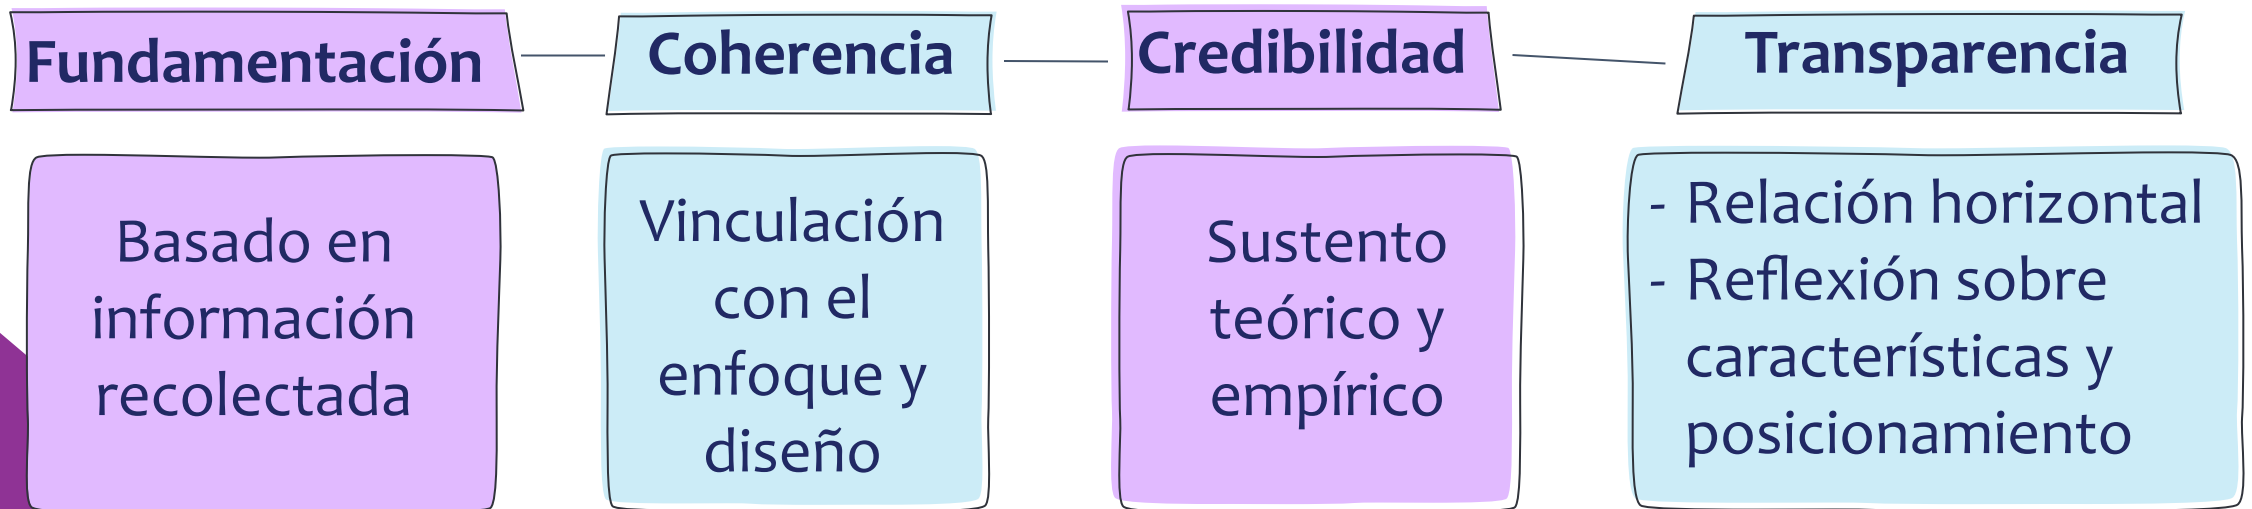 Fundamentación
Coherencia
Credibilidad
Transparencia
Basado en
información
recolectada
Vinculación
con el
enfoque y
diseño
Sustento
teórico y
empírico
- Relación horizontal
- Reflexión sobre
características y
posicionamiento